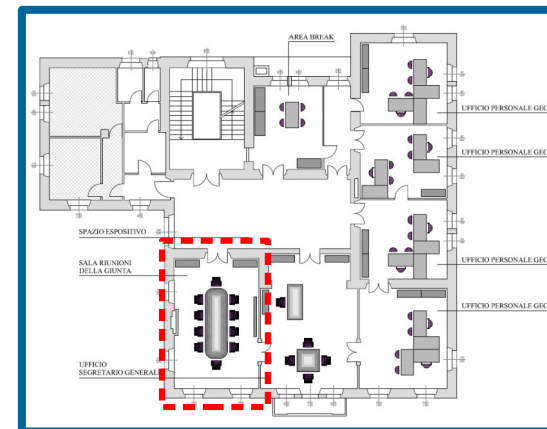 AREA BREAK
UFFICIO PERSONALE GEC
UFFICIO PERSONALE GEC
SPAZIO ESPOSITIVO
SALA RIUNIONI
DELLA GIUNTA
UFFICIO PERSONALE GEC
UFFICIO PERSONALE GEC
UFFICIO
SEGRETARIO GENERALE